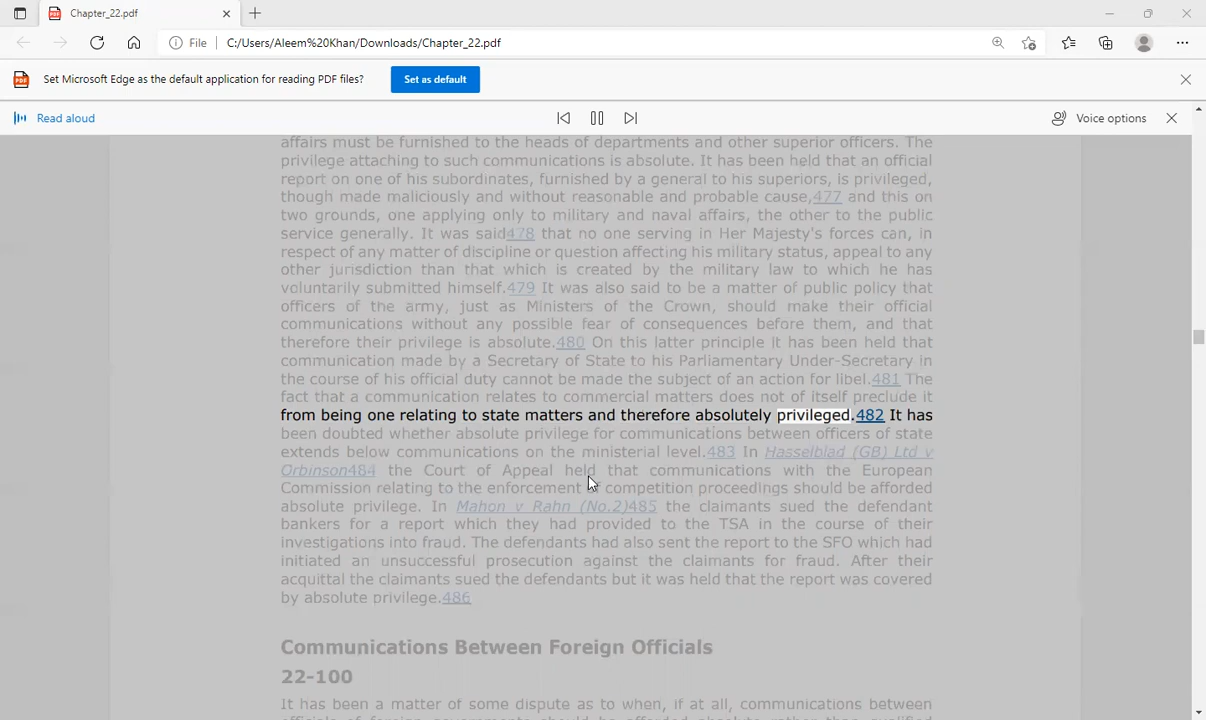 Chapter_22.pdf
File
C:/Users/Aleem%20Khan/Downloads/Chapter_22.pdf
Set Microsoft Edge as the default application for reading PDF files?
Set as default
Read aloud
Voice options
affairs must be furnished to the heads of departments and other superior officers. The
privilege attaching to such communications is absolute. It has been held that an official
report on one of his subordinates, furnished by a general to his superiors, is privileged,
though made maliciously and without reasonable and probable cause,477 and this on
two grounds, one applying only to military and naval affairs, the other to the public
service generally. It was said478 that no one serving in Her Majesty's forces can, in
respect of any matter of discipline or question affecting his military status, appeal to any
other jurisdiction than that which is created by the military law to which he has
voluntarily submitted himself.479 It was also said to be a matter of public policy that
officers of the army, just as Ministers of the Crown, should make their official
communications without any possible fear of consequences before them, and that
therefore their privilege is absolute.480 On this latter principle it has been held that
communication made by a Secretary of State to his Parliamentary Under-Secretary in
the course of his official duty cannot be made the subject of an action for libel.481 The
fact that a communication relates to commercial matters does not of itself preclude it
from being one relating to state matters and therefore absolutely privileged.482 It has
been doubted whether absolute privilege for communications between officers of state
extends below communications on the ministerial level.483 In Hasselblad (GB) Ltd v
Orbinson484 the Court of Appeal held that communications with the European
Commission relating to the enforcement of competition proceedings should be afforded
absolute privilege. In Mahon v Rahn (No.2)485 the claimants sued the defendant
bankers for a report which they had provided to the TSA in the course of their
investigations into fraud. The defendants had also sent the report to the SFO which had
initiated an unsuccessful prosecution against the claimants for fraud. After their
acquittal the claimants sued the defendants but it was held that the report was covered
by absolute privilege.486
Communications Between Foreign Officials
22-100
It has been a matter of some dispute as to when, if at all, communications between
officials of foreign governments should be afforded absolute rather than qualified